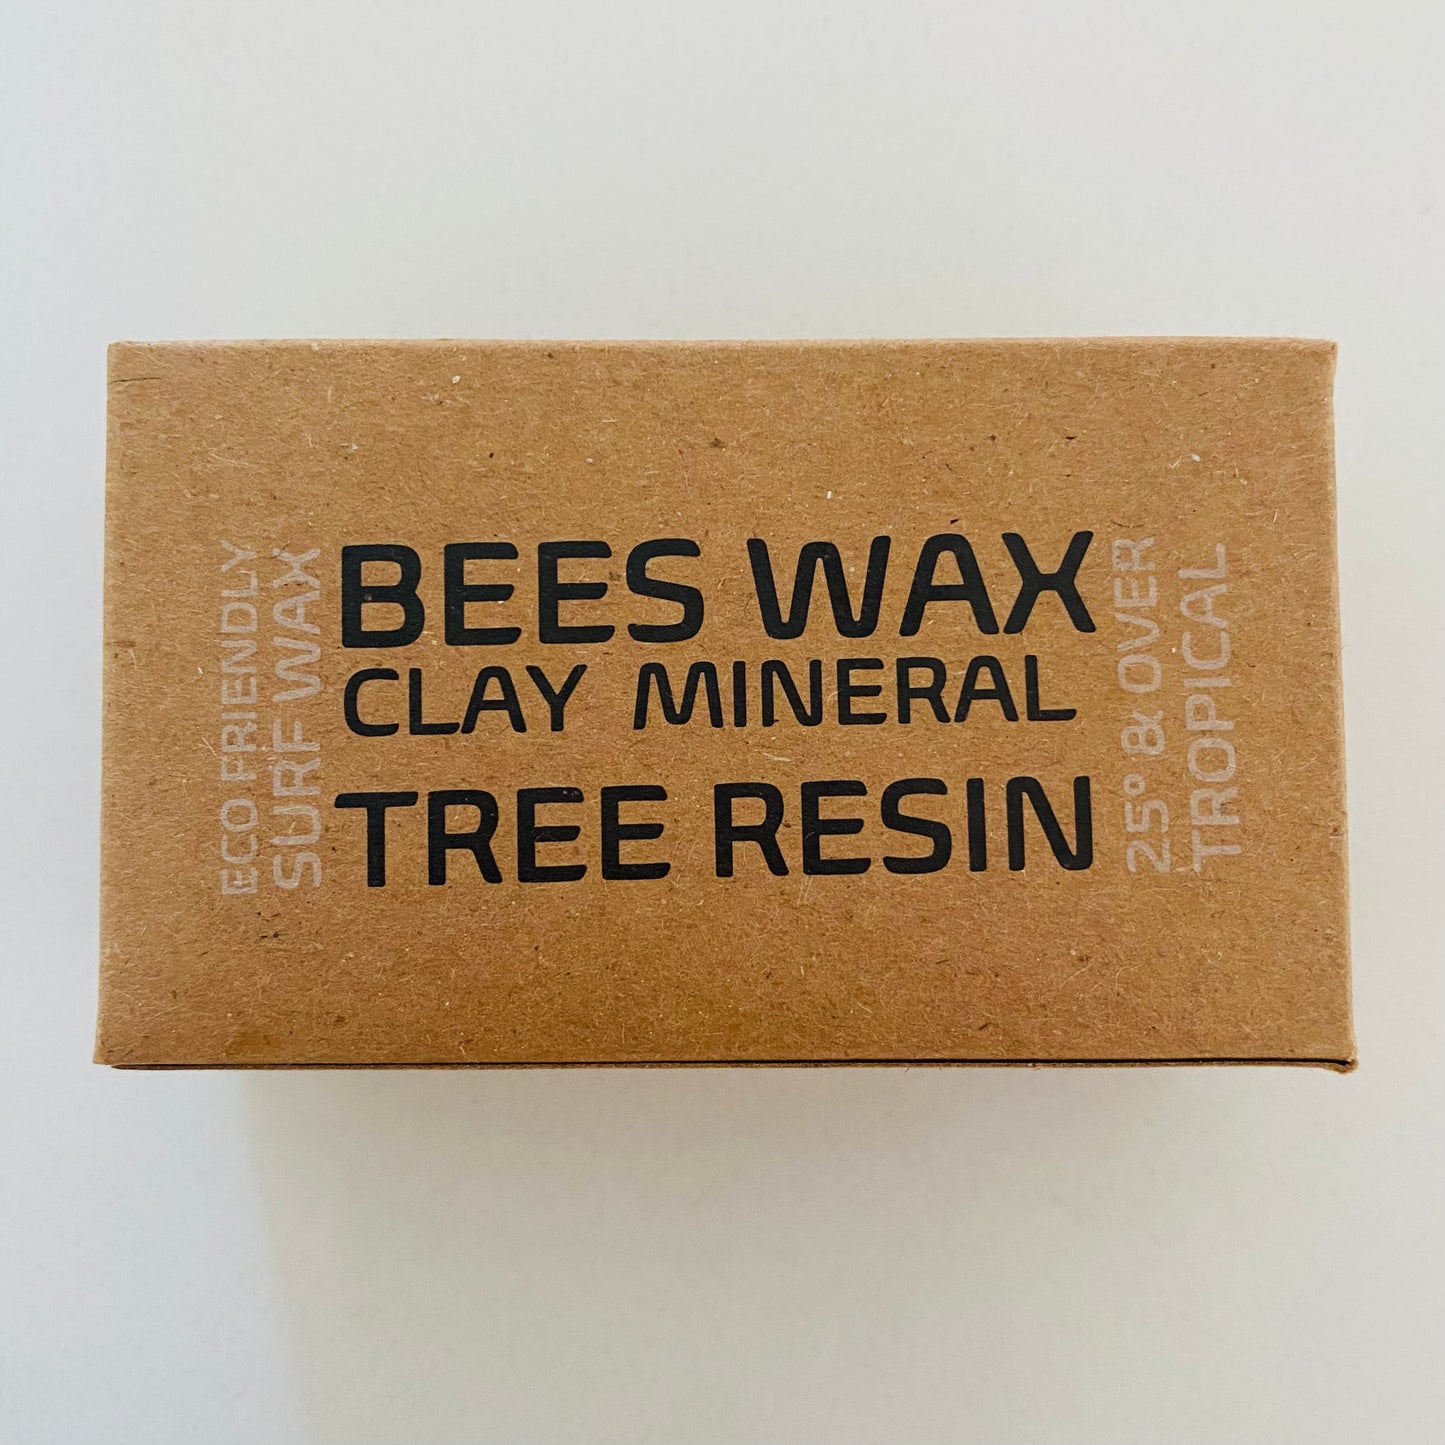 ECO FRIENDLY
SURF WAX
BEES WAX
CLAY MINERAL
TREE RESIN
25° & OVER
TROPICAL